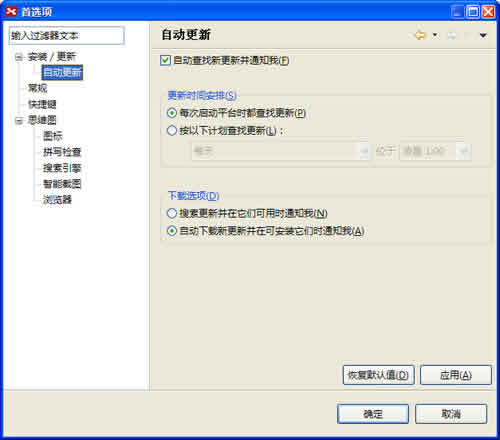 首选项
输入过滤器文本
安装 / 更新
自动更新
常规
快捷键
思维图
图标
拼写检查
搜索引擎
智能截图
浏览器
自动更新
自动查找新更新并通知我(F)
更新时间安排(S)
每次启动平台时都查找更新(P)
按以下计划查找更新(L)：
每天
位于
凌晨 1:00
下载选项(D)
搜索更新并在它们可用时通知我(N)
自动下载新更新并在可安装它们时通知我(A)
恢复默认值(D)
应用(A)
确定
取消